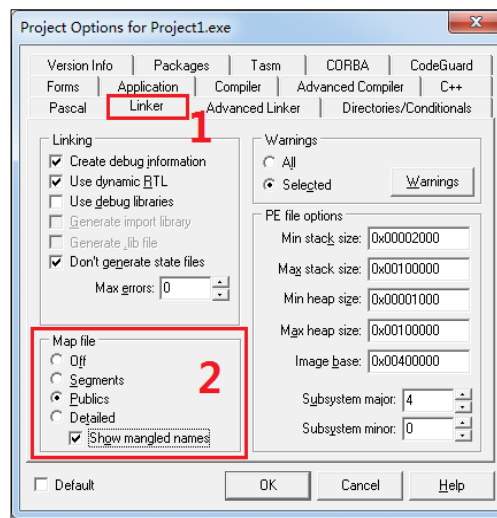 Project Options for Project1.exe
Version Info Packages Tasm CORBA CodeGuard
Forms Application Compiler Advanced Compiler C++
Pascal Linker Advanced Linker Directories/Conditionals
1
Linking
Create debug information
Use dynamic RTL
Use debug libraries
Generate import library
Generate .lib file
Don't generate state files
Max errors: 0
Map file
Off
Segments
Publics
Detailed
Show mangled names
2
Warnings
All
Selected
Warnings
PE file options
Min stack size: 0x00002000
Max stack size: 0x00100000
Min heap size: 0x00001000
Max heap size: 0x00100000
Image base: 0x00400000
Subsystem major: 4
Subsystem minor: 0
Default OK Cancel Help